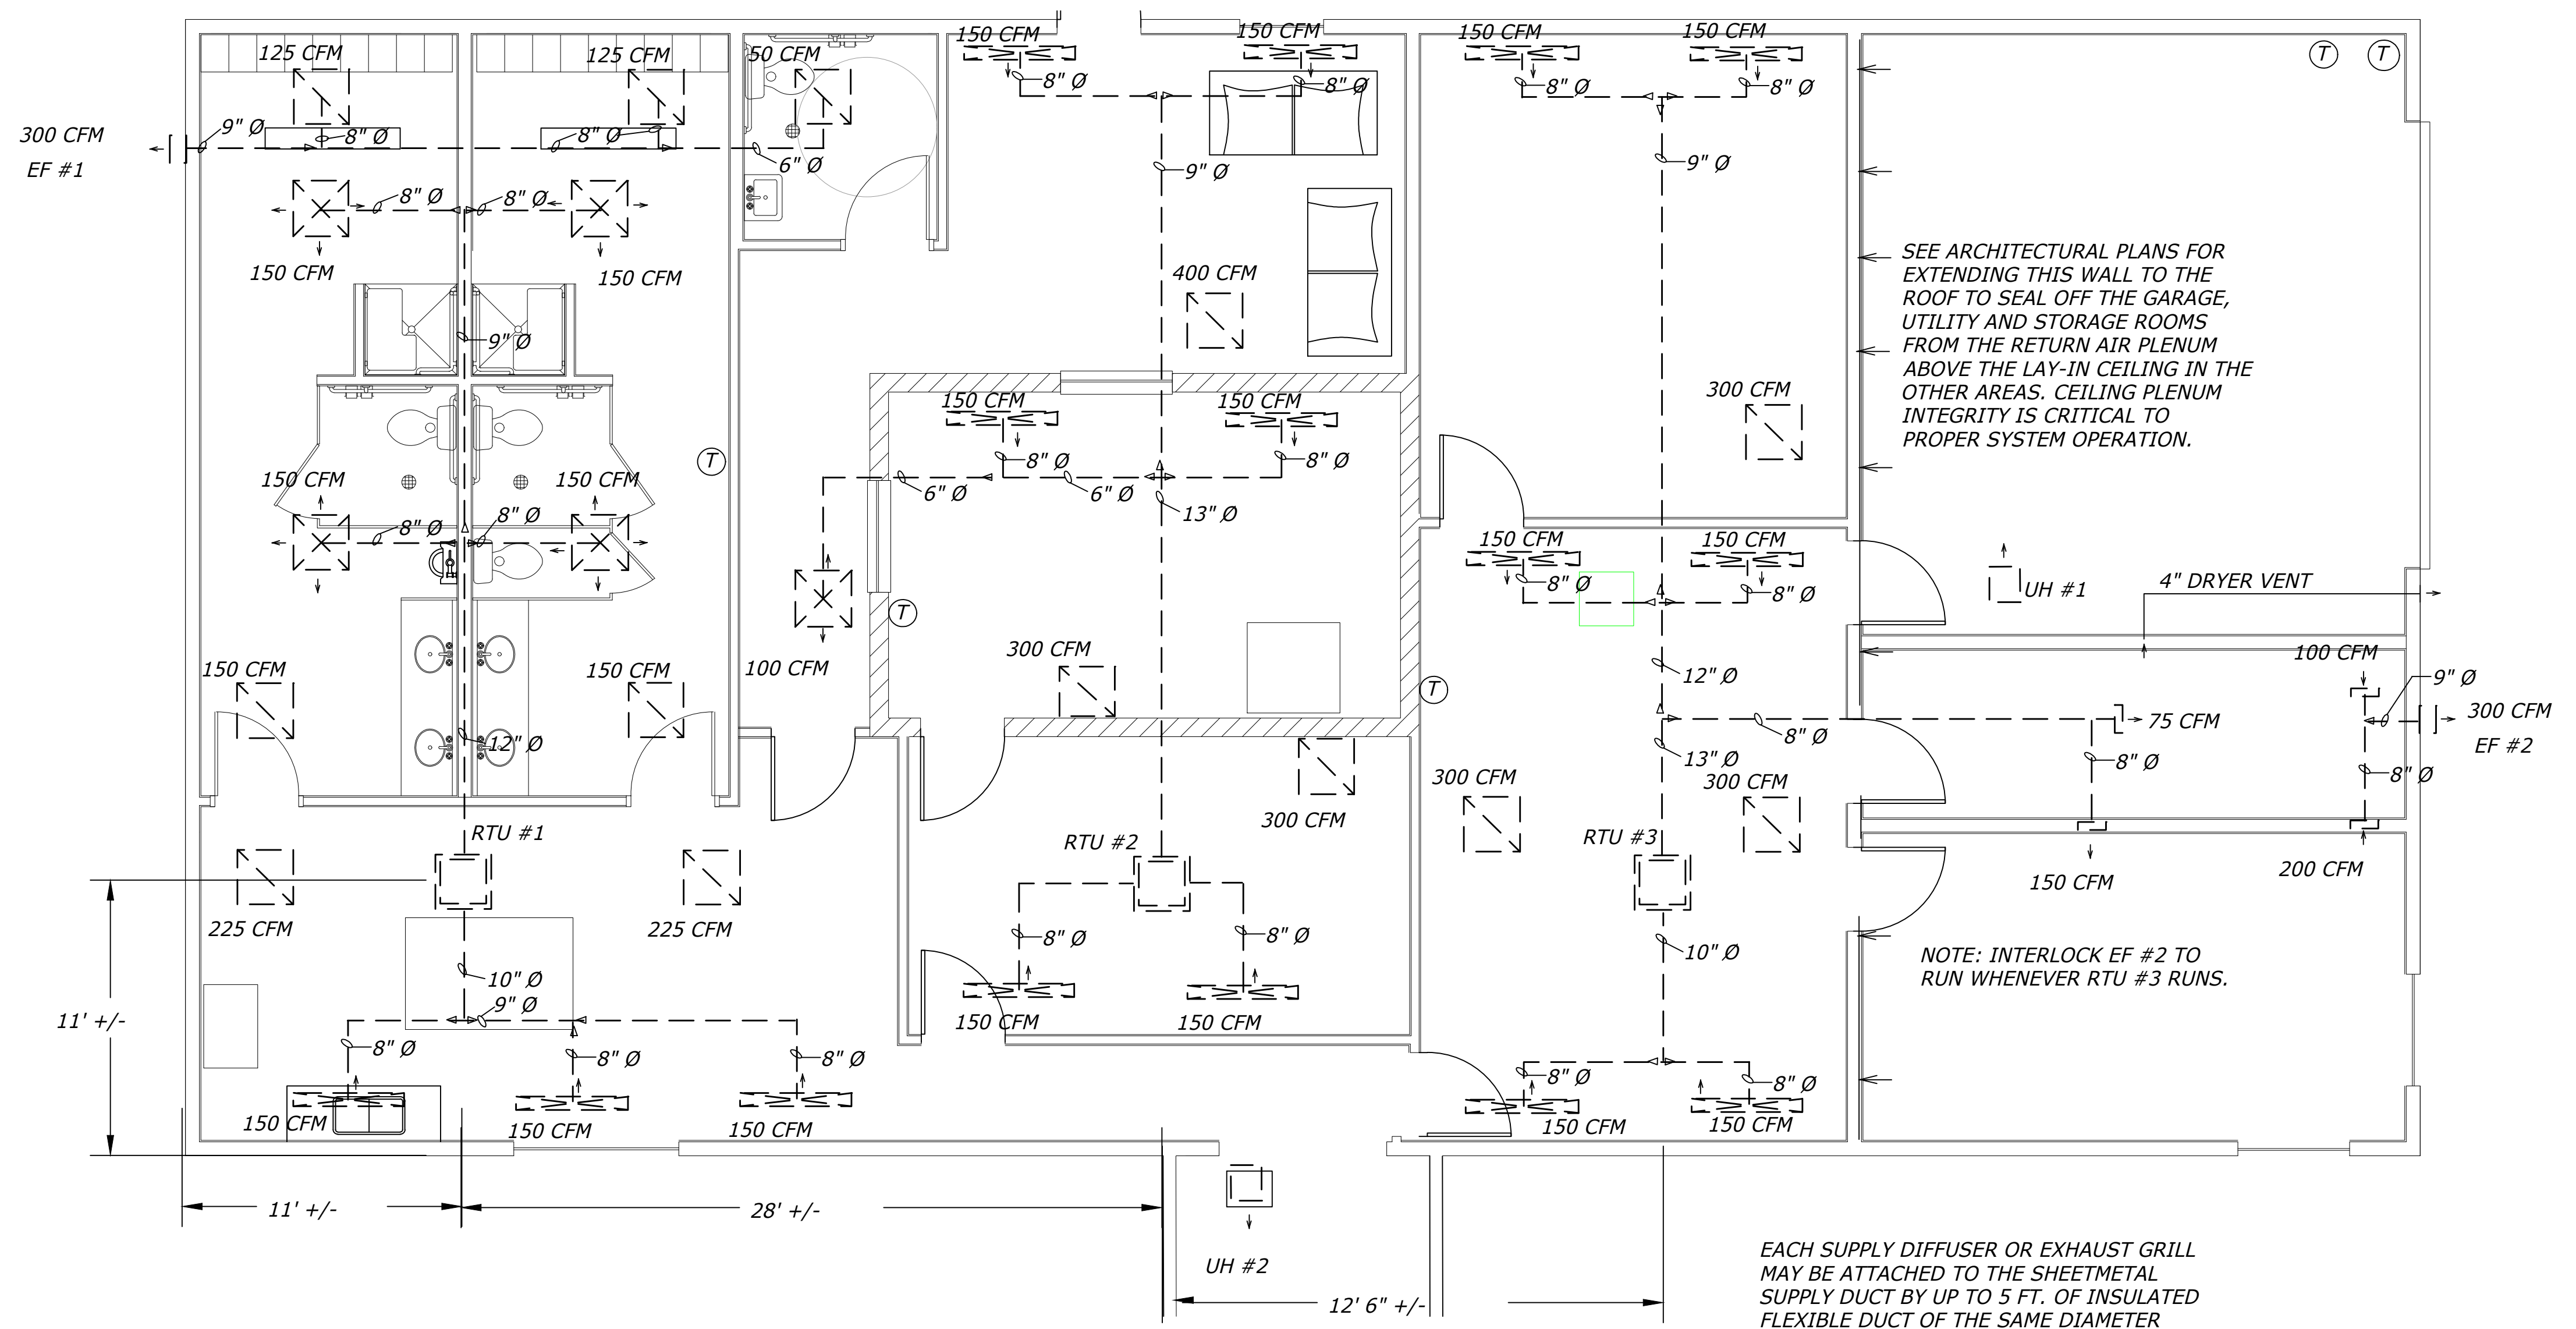 125 CFM
125 CFM
50 CFM
150 CFM
150 CFM
150 CFM
150 CFM
T
T
8" Ø
8" Ø
8" Ø
8" Ø
300 CFM
EF #1
9" Ø
8" Ø
8" Ø
6" Ø
9" Ø
9" Ø
8" Ø
8" Ø
150 CFM
150 CFM
400 CFM
SEE ARCHITECTURAL PLANS FOR
EXTENDING THIS WALL TO THE
ROOF TO SEAL OFF THE GARAGE,
UTILITY AND STORAGE ROOMS
FROM THE RETURN AIR PLENUM
ABOVE THE LAY-IN CEILING IN THE
OTHER AREAS. CEILING PLENUM
INTEGRITY IS CRITICAL TO
PROPER SYSTEM OPERATION.
9" Ø
300 CFM
150 CFM
150 CFM
T
8" Ø
8" Ø
150 CFM
150 CFM
6" Ø
6" Ø
13" Ø
8" Ø
8" Ø
150 CFM
150 CFM
8" Ø
8" Ø
UH #1
4" DRYER VENT
T
100 CFM
300 CFM
150 CFM
150 CFM
12" Ø
T
100 CFM
9" Ø
300 CFM
EF #2
75 CFM
8" Ø
12" Ø
13" Ø
8" Ø
8" Ø
300 CFM
300 CFM
300 CFM
RTU #1
RTU #2
RTU #3
200 CFM
150 CFM
225 CFM
225 CFM
8" Ø
8" Ø
10" Ø
NOTE: INTERLOCK EF #2 TO
RUN WHENEVER RTU #3 RUNS.
10" Ø
9" Ø
11' +/-
150 CFM
150 CFM
8" Ø
8" Ø
8" Ø
8" Ø
8" Ø
150 CFM
150 CFM
150 CFM
150 CFM
150 CFM
11' +/-
28' +/-
UH #2
12' 6" +/-
EACH SUPPLY DIFFUSER OR EXHAUST GRILL
MAY BE ATTACHED TO THE SHEETMETAL
SUPPLY DUCT BY UP TO 5 FT. OF INSULATED
FLEXIBLE DUCT OF THE SAME DIAMETER